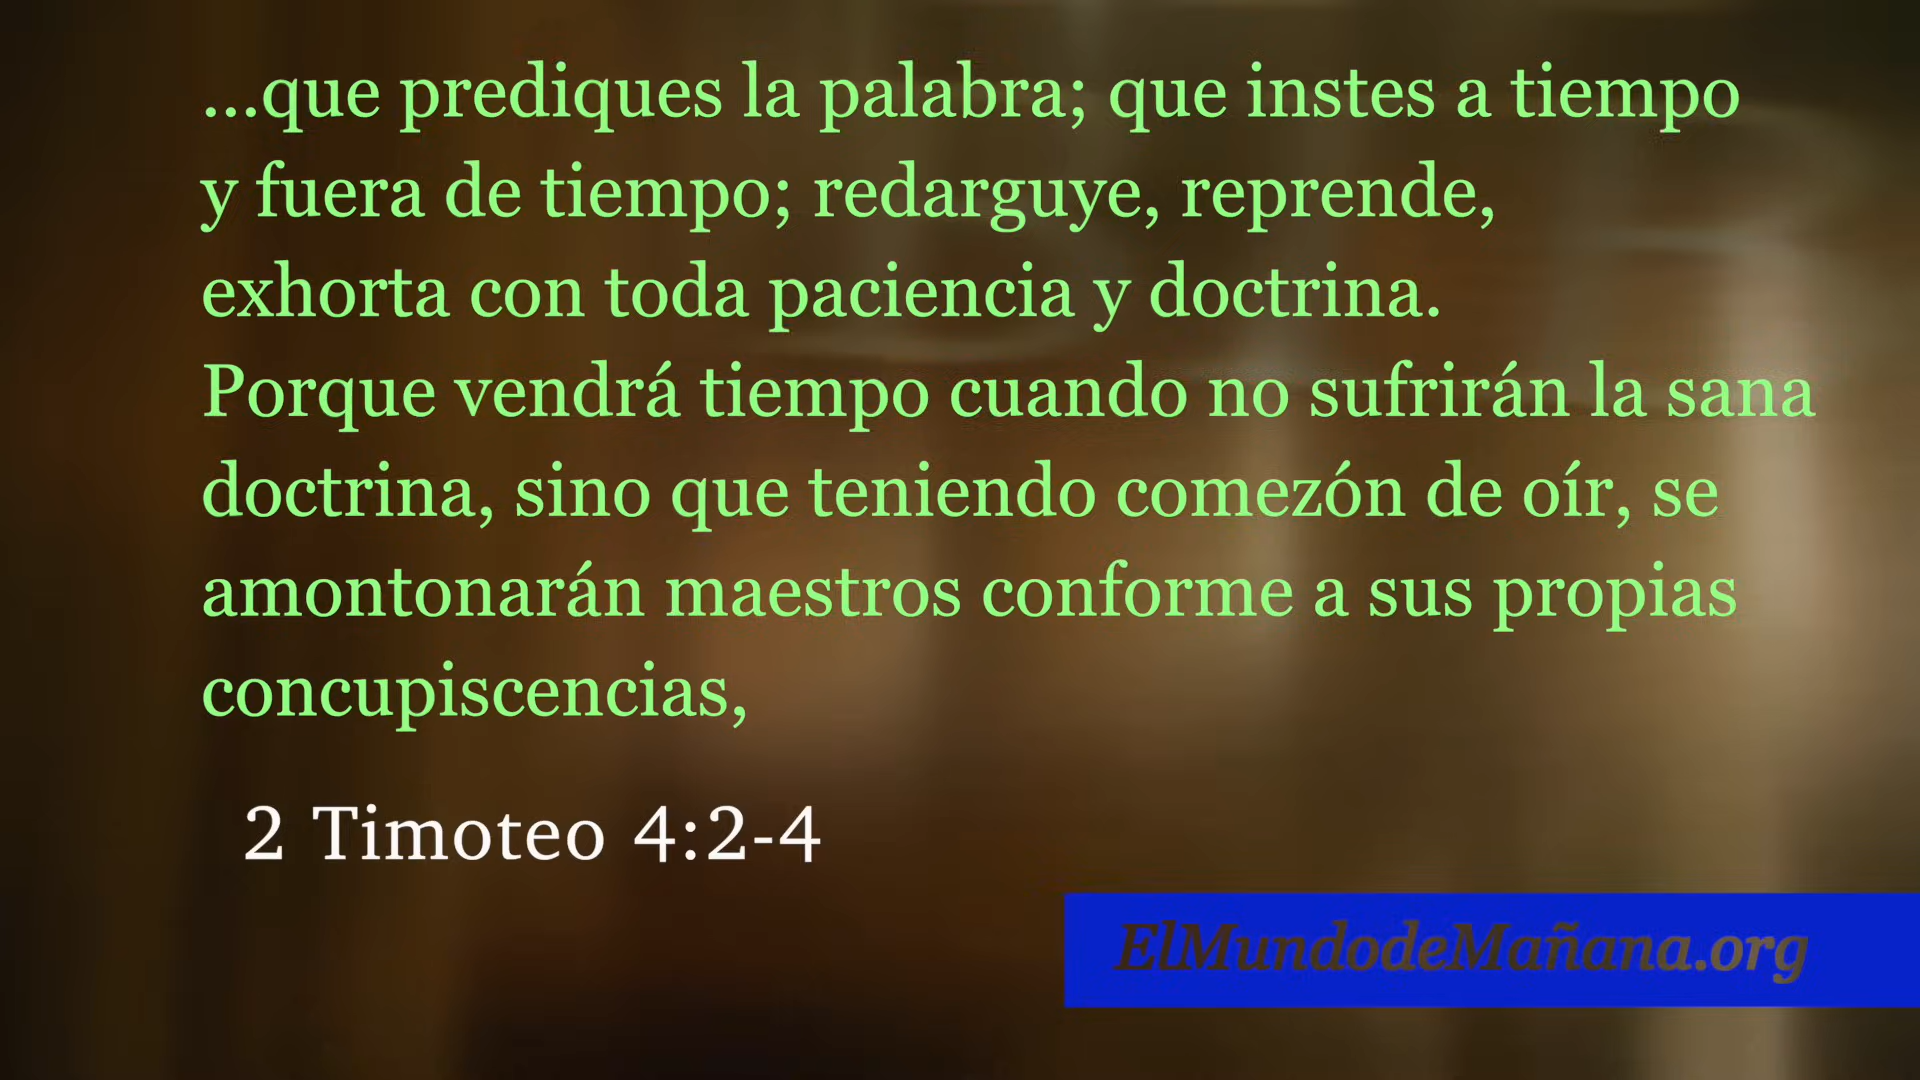 ...que prediques la palabra; que instes a tiempo
y fuera de tiempo; redarguye, reprende,
exhorta con toda paciencia y doctrina.
Porque vendrá tiempo cuando no sufrirán la sana
doctrina, sino que teniendo comezón de oír, se
amontonarán maestros conforme a sus propias
concupiscencias,
2 Timoteo 4:2-4
ElMundodeMañana.org